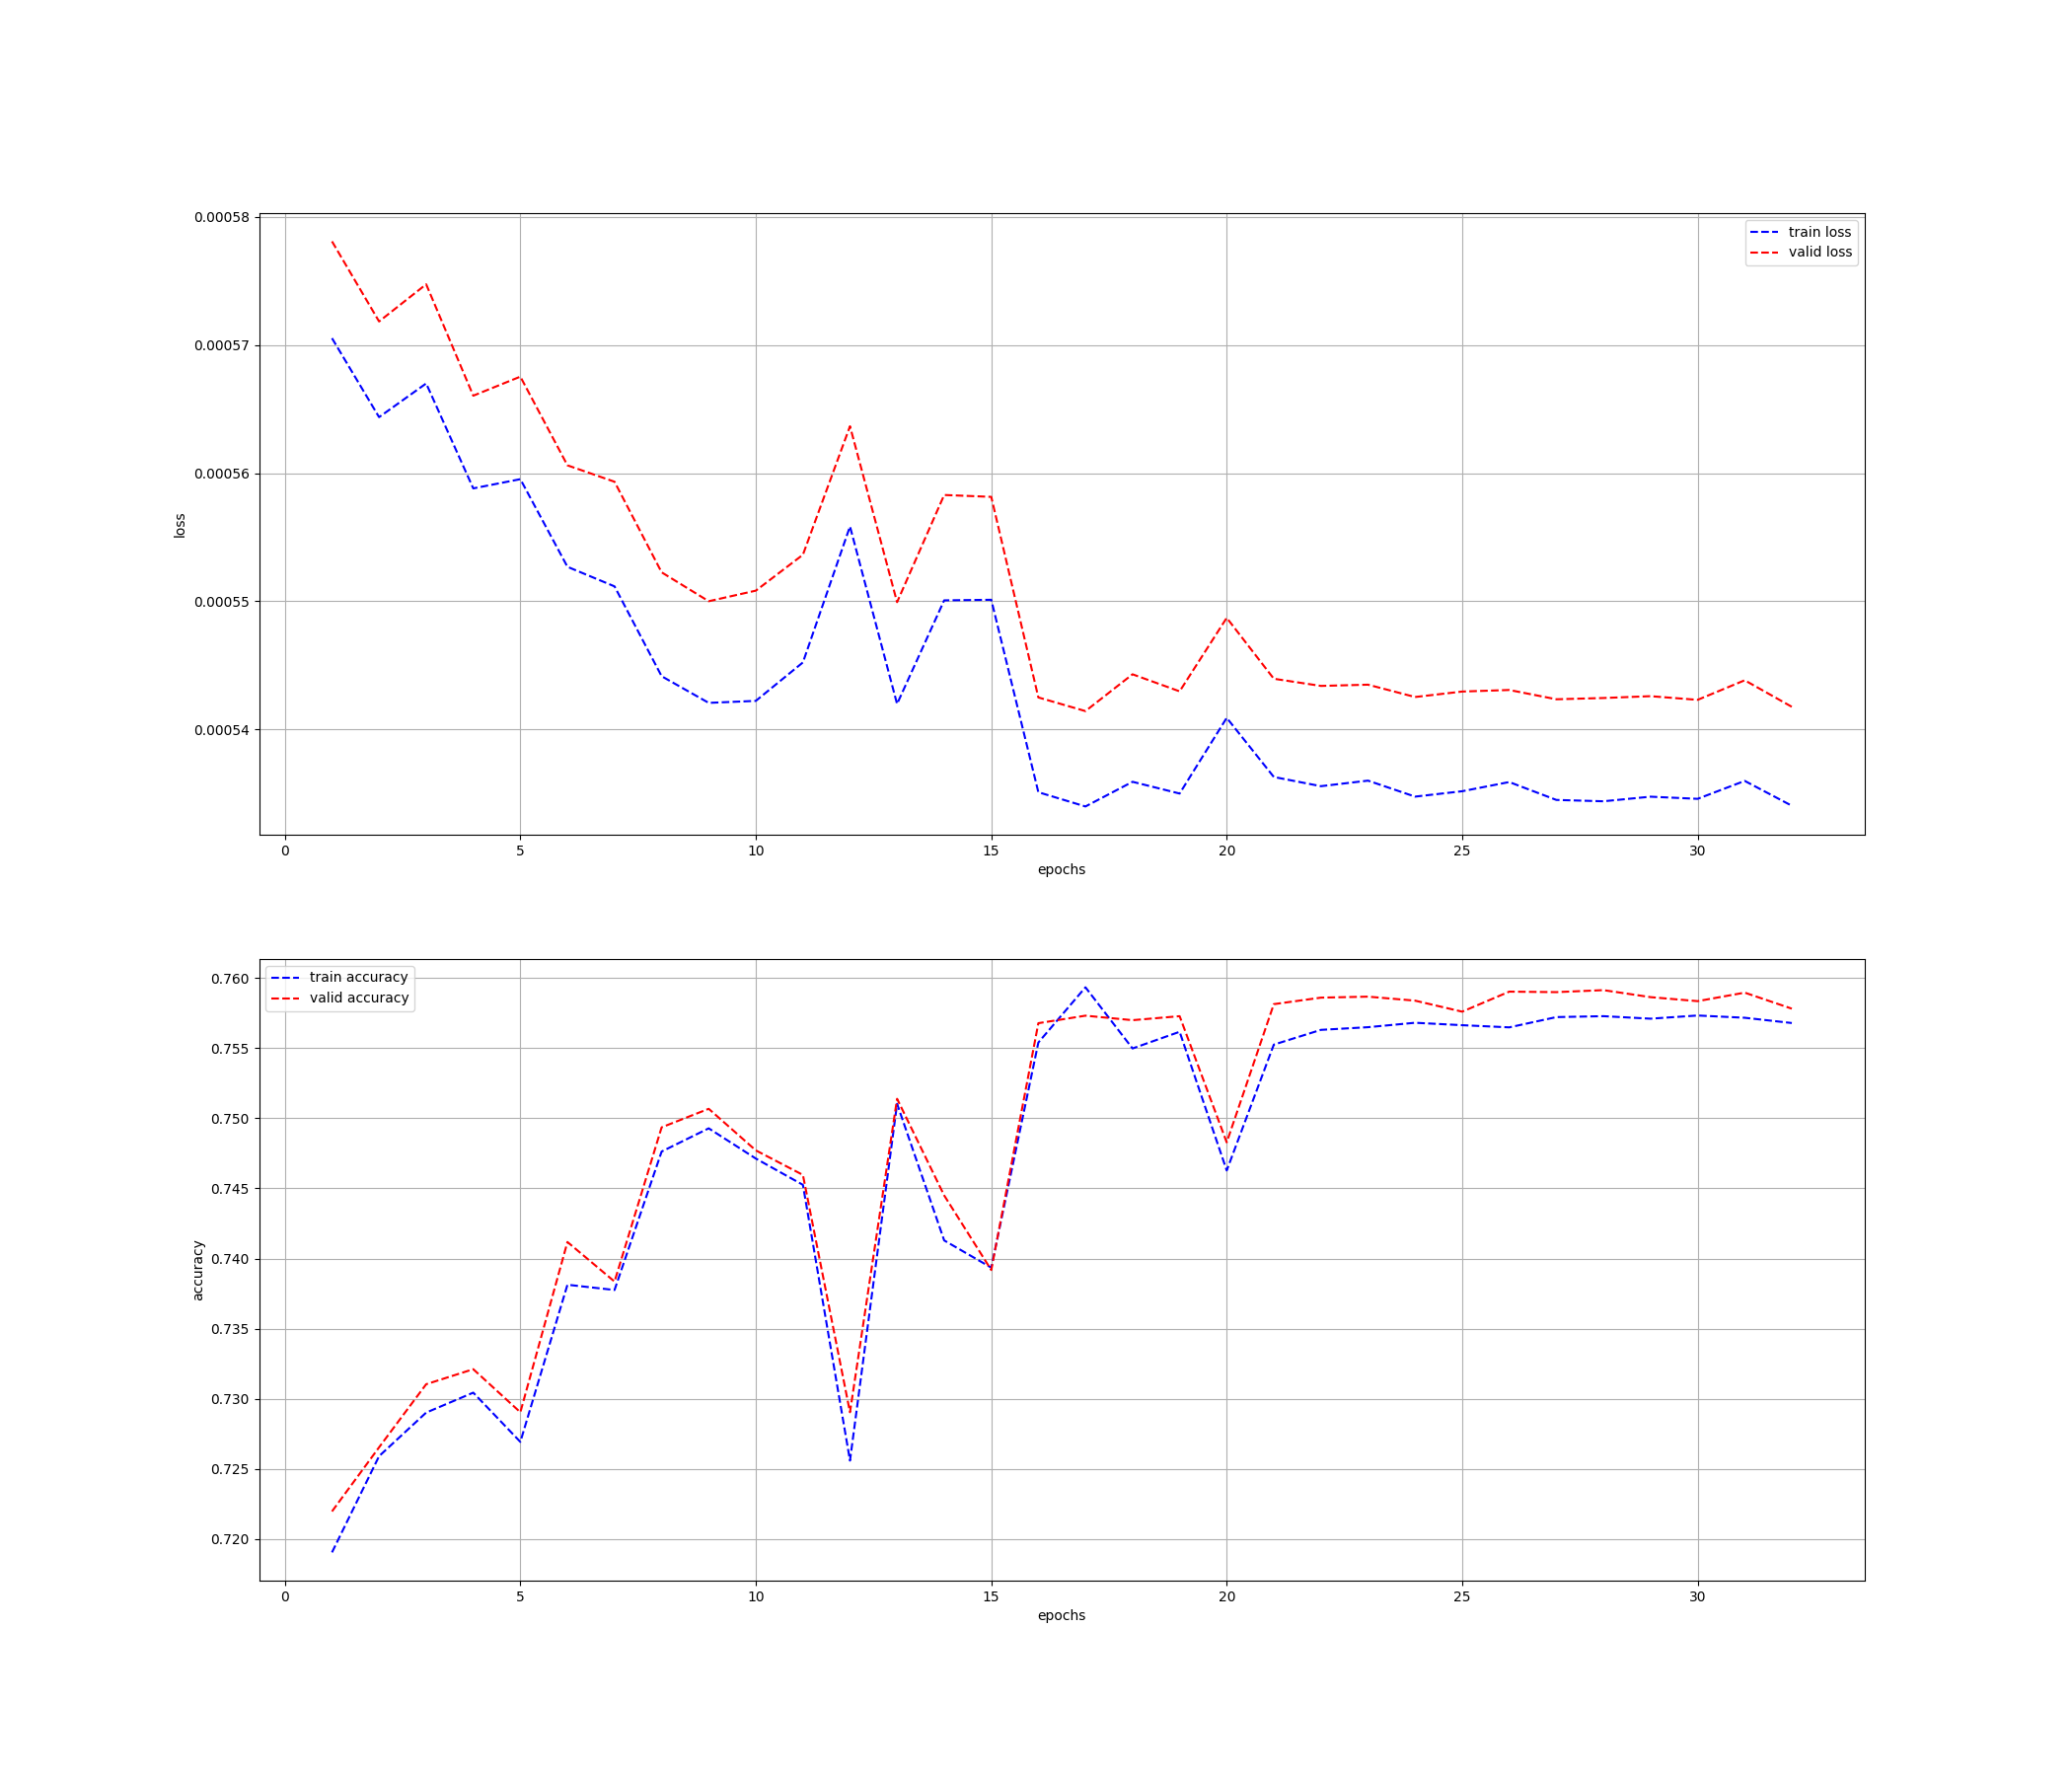 0.00058
0.00057
0.00056
0.00055
0.00054
loss
train loss
valid loss
0 5 10 15 20 25 30
epochs
0.760
0.755
0.750
0.745
0.740
0.735
0.730
0.725
0.720
accuracy
train accuracy
valid accuracy
0 5 10 15 20 25 30
epochs